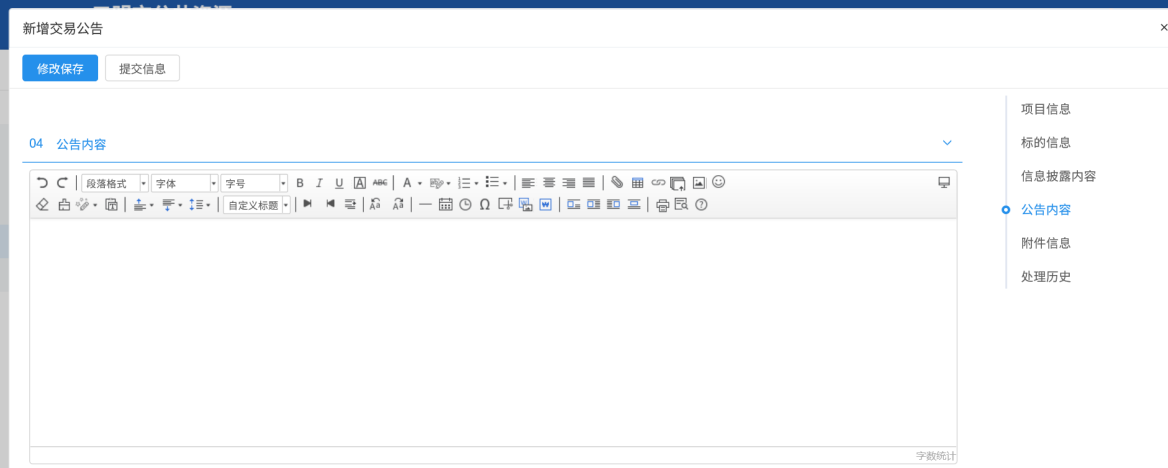 新增交易公告
×
修改保存
提交信息
04 公告内容
段落格式
字体
字号
B I U A ABC A
自定义标题
字数统计
项目信息
标的信息
信息披露内容
公告内容
附件信息
处理历史